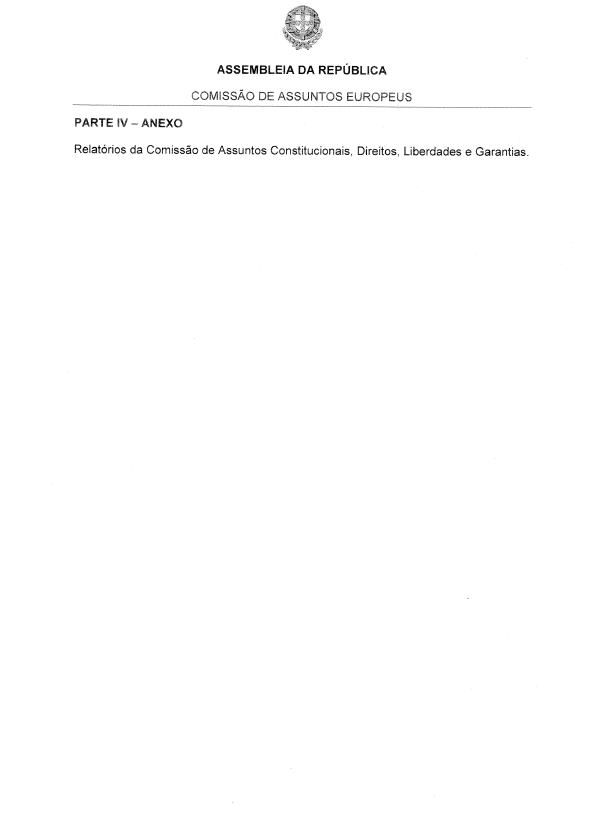 ASSEMBLEIA DA REPÚBLICA
COMISSÃO DE ASSUNTOS EUROPEUS
PARTE IV – ANEXO
Relatórios da Comissão de Assuntos Constitucionais, Direitos, Liberdades e Garantias.